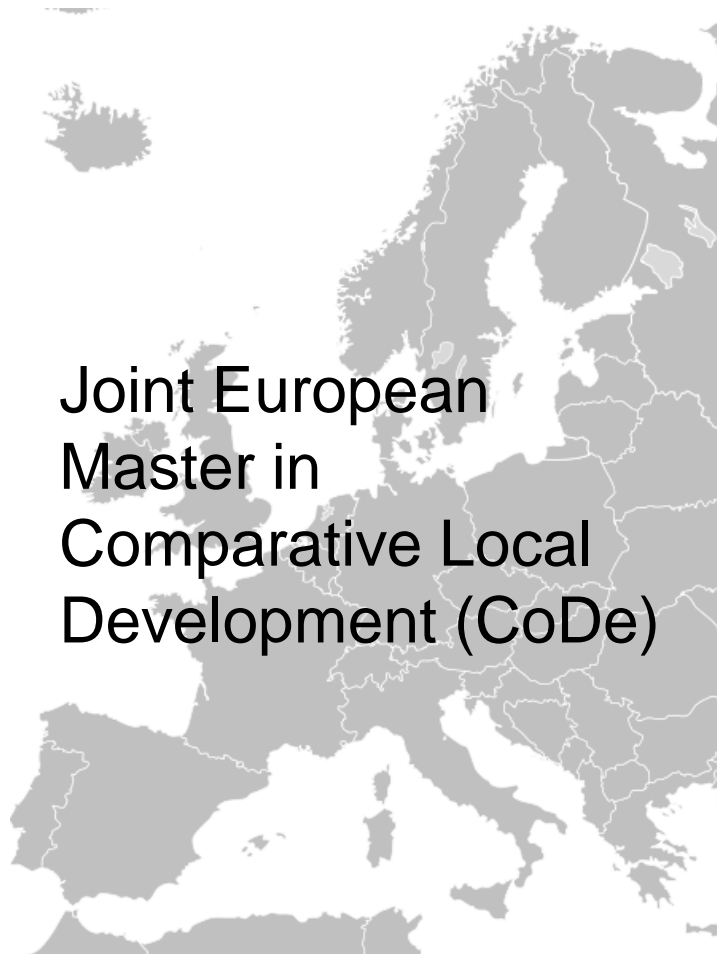 Joint European
Master in
Comparative Local
Development (CoDe)